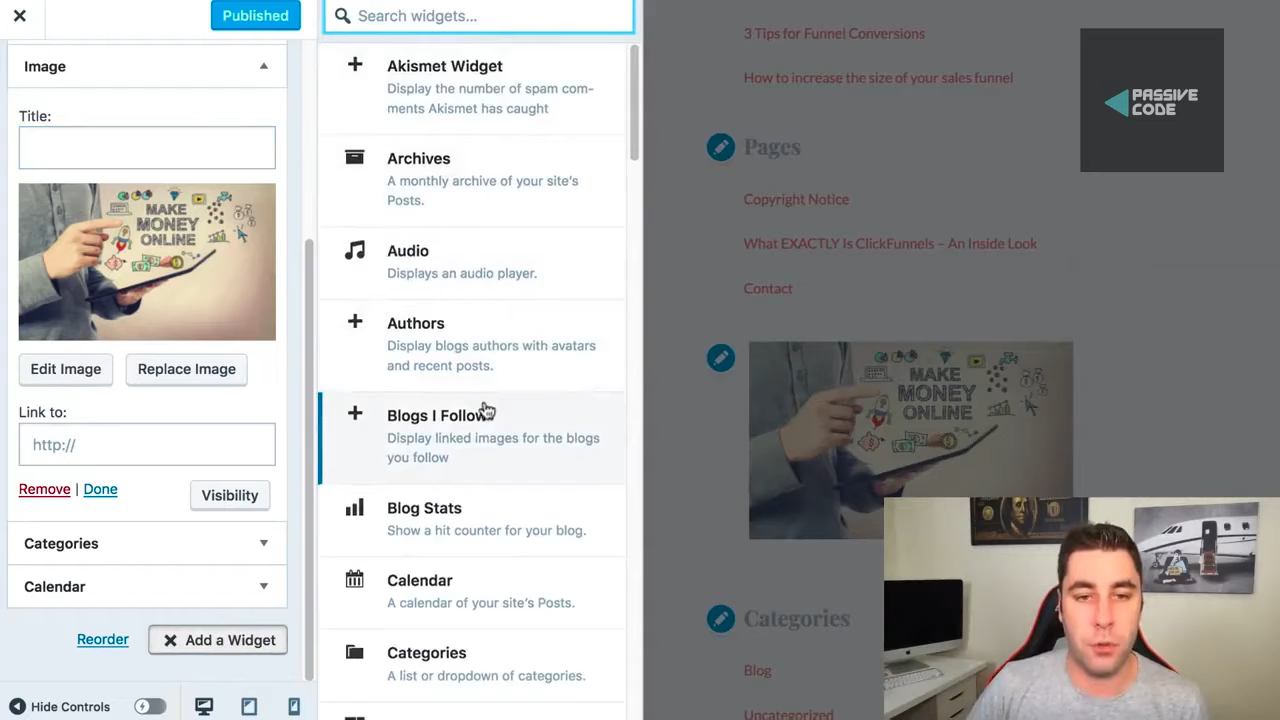 Published
Image
Title:
MAKE
MONEY
ONLINE
Edit Image
Replace Image
Link to:
http://
Remove | Done
Visibility
Categories
Calendar
Reorder
Add a Widget
Hide Controls
Search widgets...
Akismet Widget
Display the number of spam com-
ments Akismet has caught
Archives
A monthly archive of your site's
Posts.
Audio
Displays an audio player.
Authors
Display blogs authors with avatars
and recent posts.
Blogs I Follow
Display linked images for the blogs
you follow
Blog Stats
Show a hit counter for your blog.
Calendar
A calendar of your site's Posts.
Categories
A list or dropdown of categories.
3 Tips for Funnel Conversions
How to increase the size of your sales funnel
PASSIVE
CODE
Pages
Copyright Notice
What EXACTLY Is ClickFunnels – An Inside Look
Contact
MAKE
MONEY
ONLINE
Categories
Blog
Uncategorized